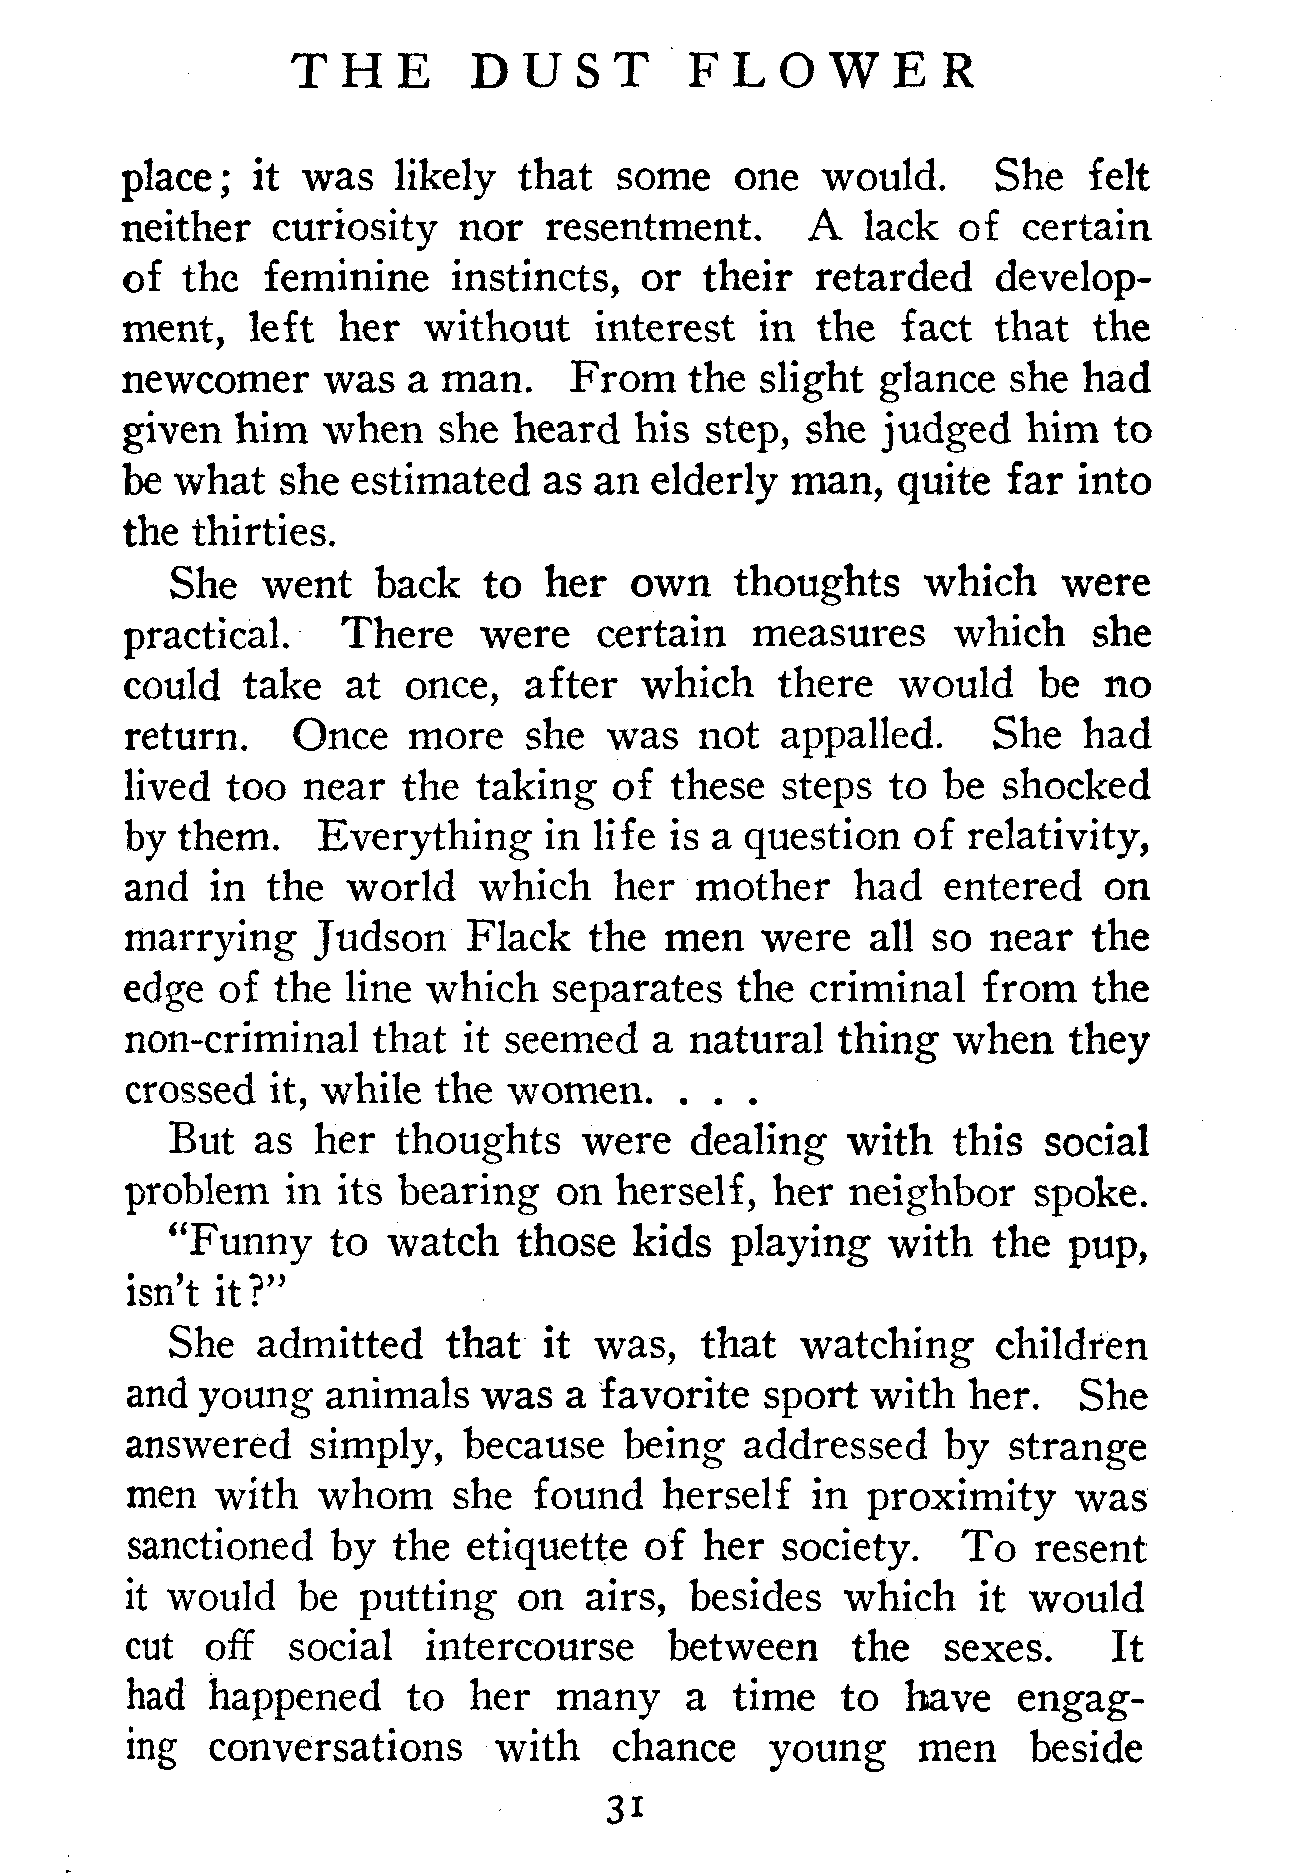 THE DUST FLOWER
place; it was likely that some one would. She felt
neither curiosity nor resentment. A lack of certain
of the feminine instincts, or their retarded develop-
ment, left her without interest in the fact that the
newcomer was a man. From the slight glance she had
given him when she heard his step, she judged him to
be what she estimated as an elderly man, quite far into
the thirties.
She went back to her own thoughts which were
practical. There were certain measures which she
could take at once, after which there would be no
return. Once more she was not appalled. She had
lived too near the taking of these steps to be shocked
by them. Everything in life is a question of relativity,
and in the world which her mother had entered on
marrying Judson Flack the men were all so near the
edge of the line which separates the criminal from the
non-criminal that it seemed a natural thing when they
crossed it, while the women. . . .
But as her thoughts were dealing with this social
problem in its bearing on herself, her neighbor spoke.
“Funny to watch those kids playing with the pup,
isn’t it?”
She admitted that it was, that watching children
and young animals was a favorite sport with her. She
answered simply, because being addressed by strange
men with whom she found herself in proximity was
sanctioned by the etiquette of her society. To resent
it would be putting on airs, besides which it would
cut off social intercourse between the sexes. It
had happened to her many a time to have engag-
ing conversations with chance young men beside
31